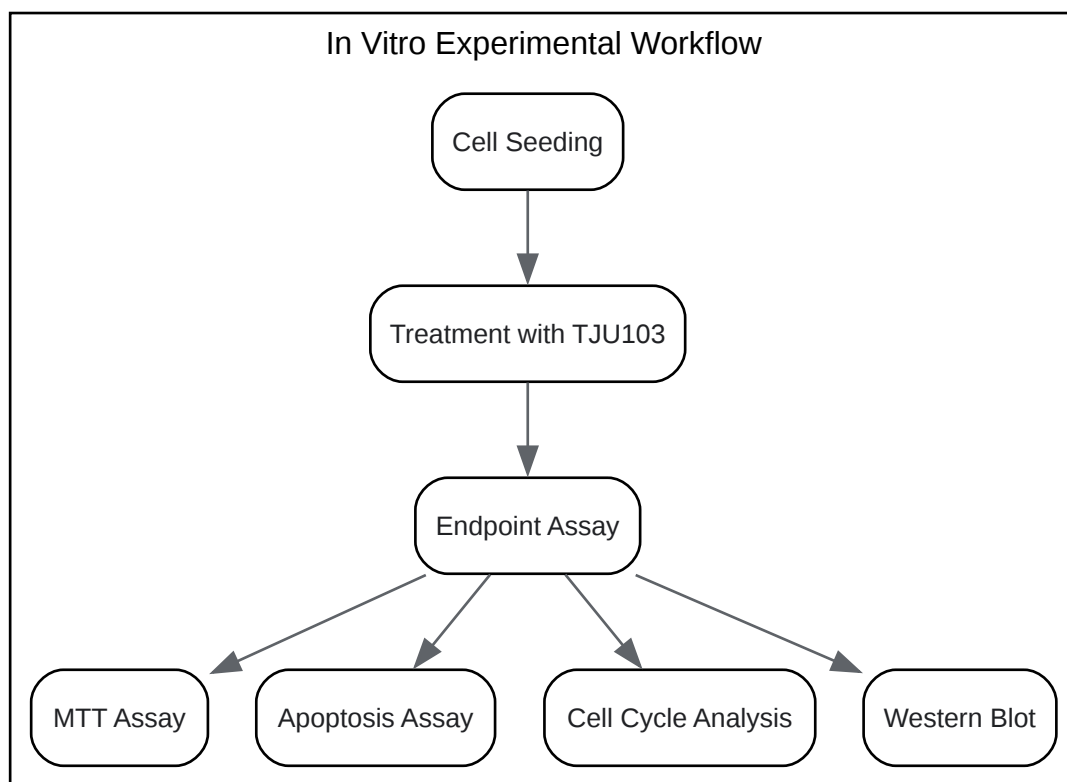 In Vitro Experimental Workflow
Cell Seeding
Treatment with TJU103
Endpoint Assay
MTT Assay
Apoptosis Assay
Cell Cycle Analysis
Western Blot